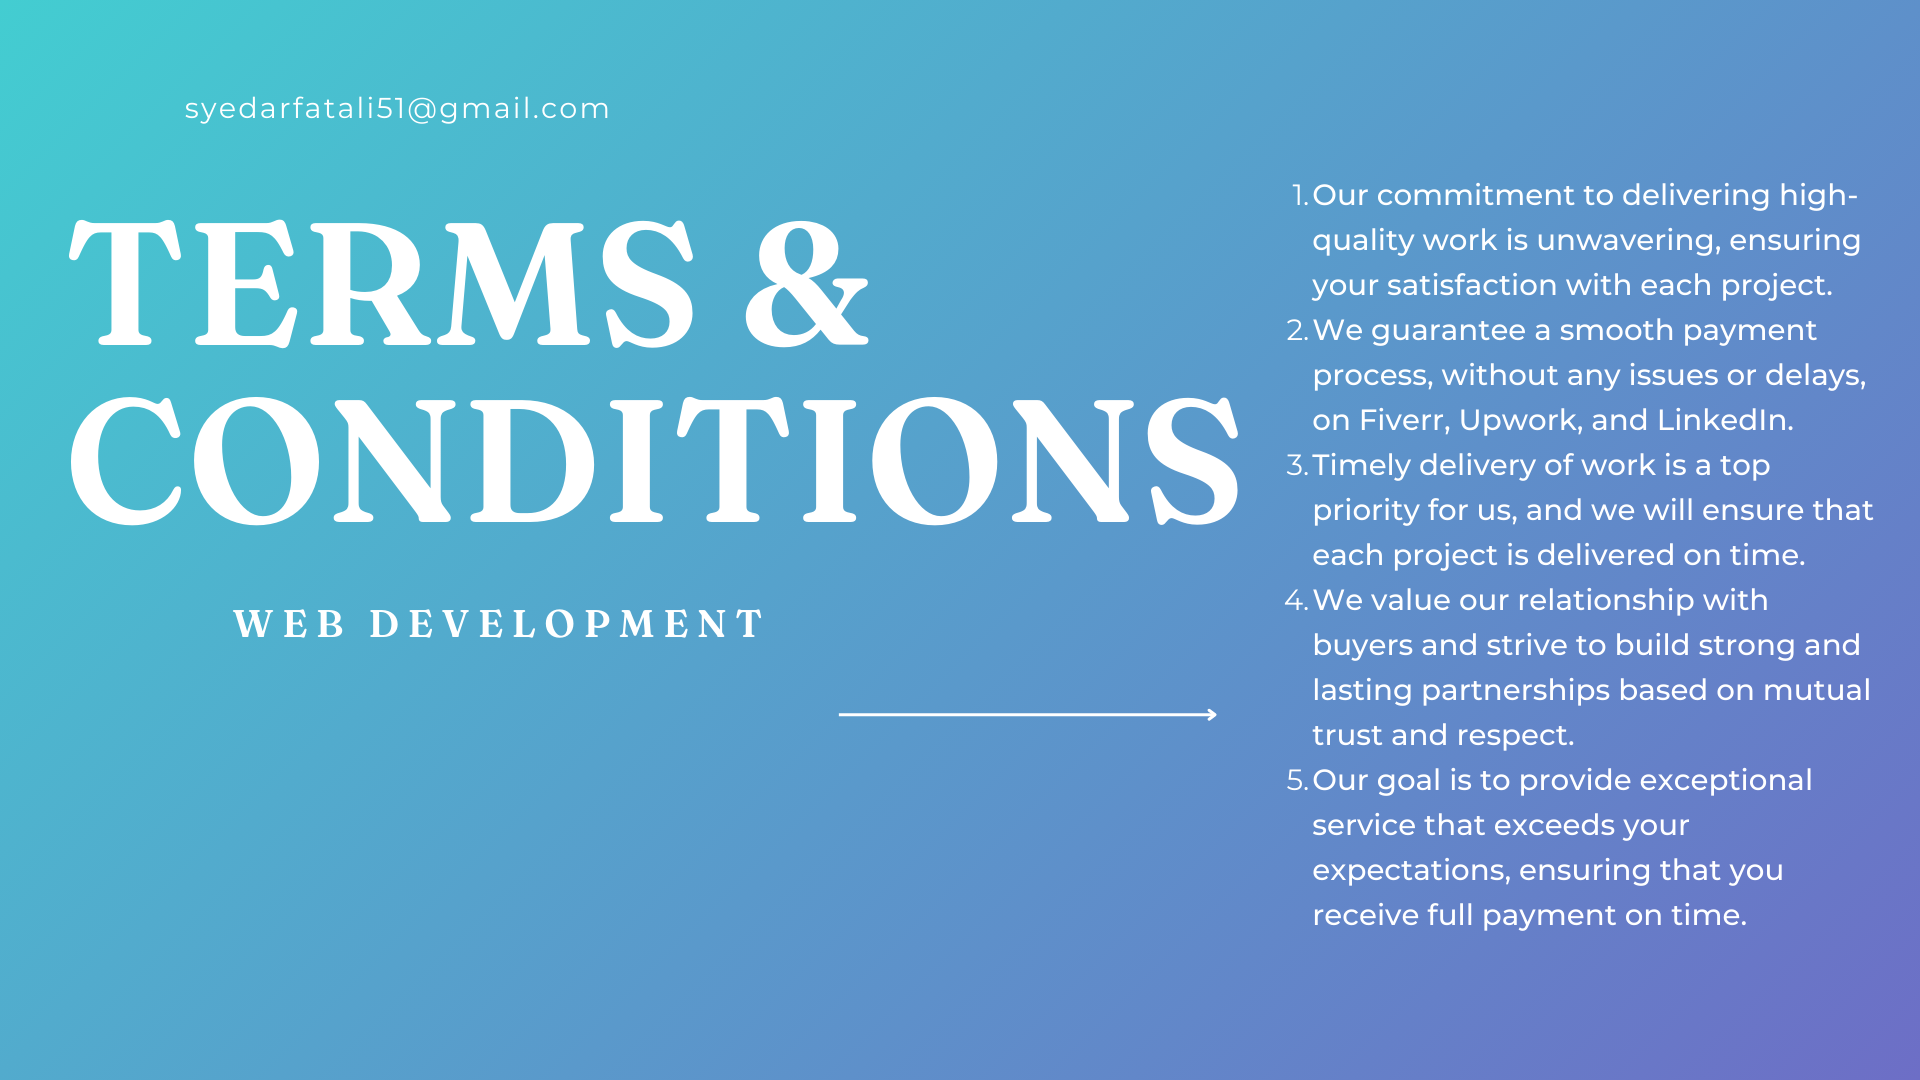 syedarfatali51@gmail.com
TERMS &
CONDITIONS
WEB DEVELOPMENT
1. Our commitment to delivering high-
quality work is unwavering, ensuring
your satisfaction with each project.
2. We guarantee a smooth payment
process, without any issues or delays,
on Fiverr, Upwork, and LinkedIn.
3. Timely delivery of work is a top
priority for us, and we will ensure that
each project is delivered on time.
4. We value our relationship with
buyers and strive to build strong and
lasting partnerships based on mutual
trust and respect.
5. Our goal is to provide exceptional
service that exceeds your
expectations, ensuring that you
receive full payment on time.